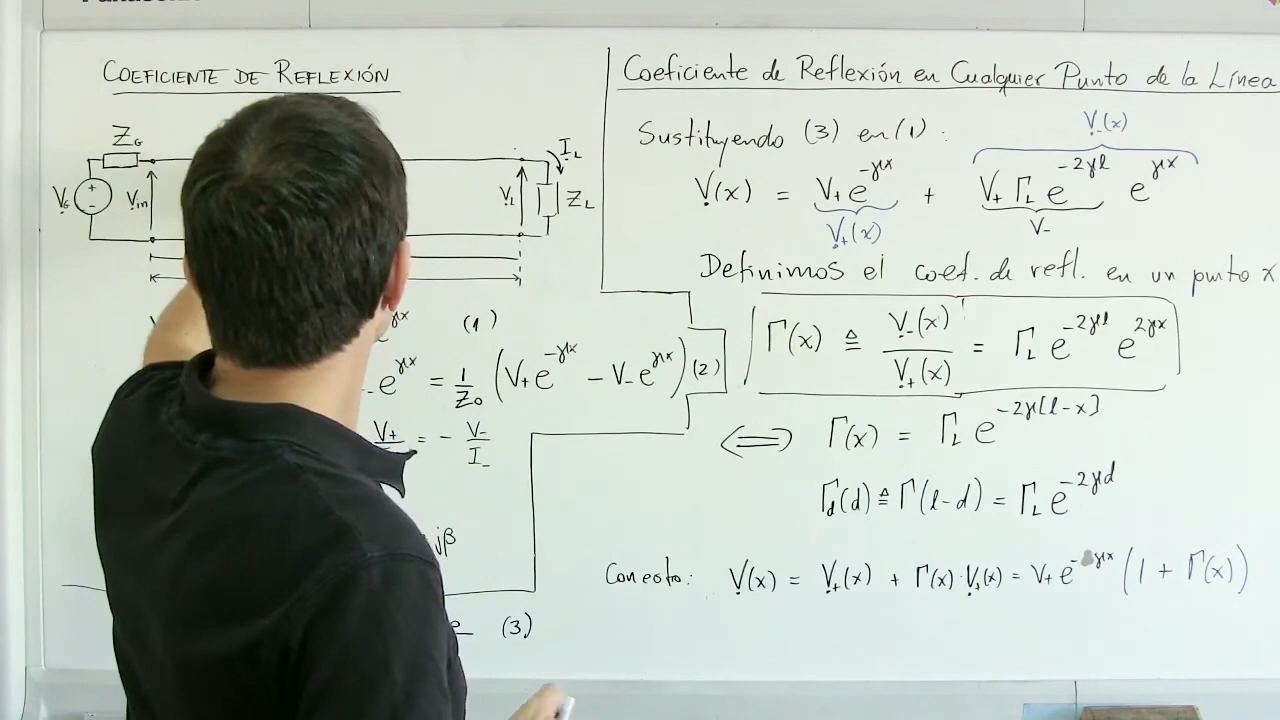 COEFICIENTE DE REFLEXIÓN
Z_G
V_G
V_in
V_L
I_L
Z_L
(1)
e^{γx} = 1/Z_0 (V_+ e^{-γx} - V_- e^{γx}) (2)
V_+ = - V_-/I_-
jβ
(3)
Coeficiente de Reflexión en Cualquier Punto de la Línea
Sustituyendo (3) en (1):
V_-(x)
V(x) = V_+ e^{-γx} + V_+ Γ_L e^{-2γl} e^{γx}
V_+(x) V_-
Definimos el coef. de refl. en un punto x
Γ(x) ≜ V_-(x)/V_+(x) = Γ_L e^{-2γl} e^{2γx}
⟺ Γ(x) = Γ_L e^{-2γ[l-x]}
Γ_d(d) ≜ Γ(l-d) = Γ_L e^{-2γd}
Con esto: V(x) = V_+(x) + Γ(x)·V_+(x) = V_+ e^{-γx} (1 + Γ(x))